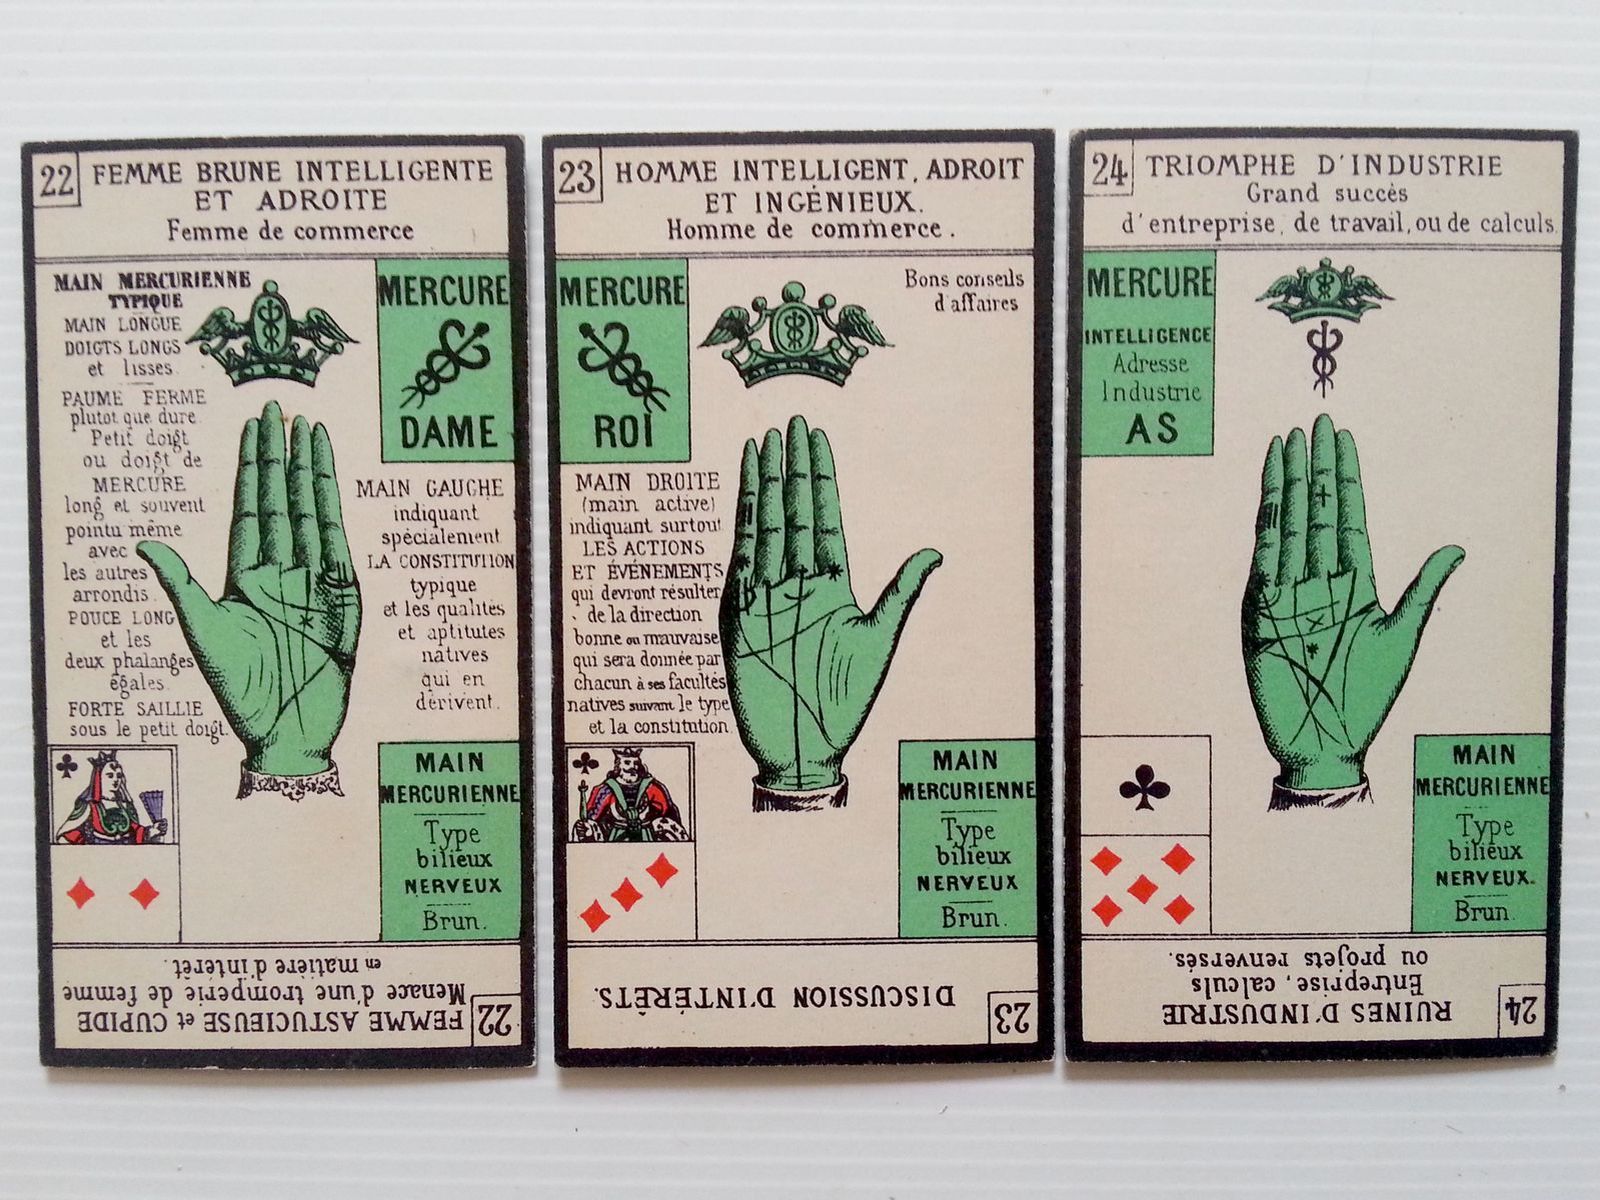 22
FEMME BRUNE INTELLIGENTE
ET ADROITE
Femme de commerce
MAIN MERCURIENNE
TYPIQUE
MAIN LONGUE
DOIGTS LONGS
et lisses.
PAUME FERME
plutot que dure.
Petit doigt
ou doigt de
MERCURE
long et souvent
pointu même
avec
les autres
arrondis.
POUCE LONG
et les
deux phalanges
égales.
FORTE SAILLIE
sous le petit doigt.
MERCURE
DAME
MAIN GAUCHE
indiquant
spécialement
LA CONSTITUTION
typique
et les qualités
et aptitudes
natives
qui en
dérivent.
MAIN
MERCURIENNE
Type
bilieux
NERVEUX
Brun.
22
FEMME ASTUCIEUSE et CUPIDE
Menace d'une tromperie de femme
en matière d'intérêt.
23
HOMME INTELLIGENT, ADROIT
ET INGÉNIEUX.
Homme de commerce.
MERCURE
ROI
Bons conseils
d'affaires
MAIN DROITE
(main active)
indiquant surtout
LES ACTIONS
ET ÉVÉNEMENTS
qui devront résulter
de la direction
bonne ou mauvaise
qui sera donnée par
chacun à ses facultés
natives suivant le type
et la constitution.
MAIN
MERCURIENNE
Type
bilieux
NERVEUX
Brun.
23
DISCUSSION D'INTÉRÊTS.
24
TRIOMPHE D'INDUSTRIE
Grand succès
d'entreprise, de travail, ou de calculs.
MERCURE
INTELLIGENCE
Adresse
Industrie
AS
MAIN
MERCURIENNE
Type
bilieux
NERVEUX.
Brun.
24
RUINES D'INDUSTRIE
Entreprise, calculs
ou projets renversés.